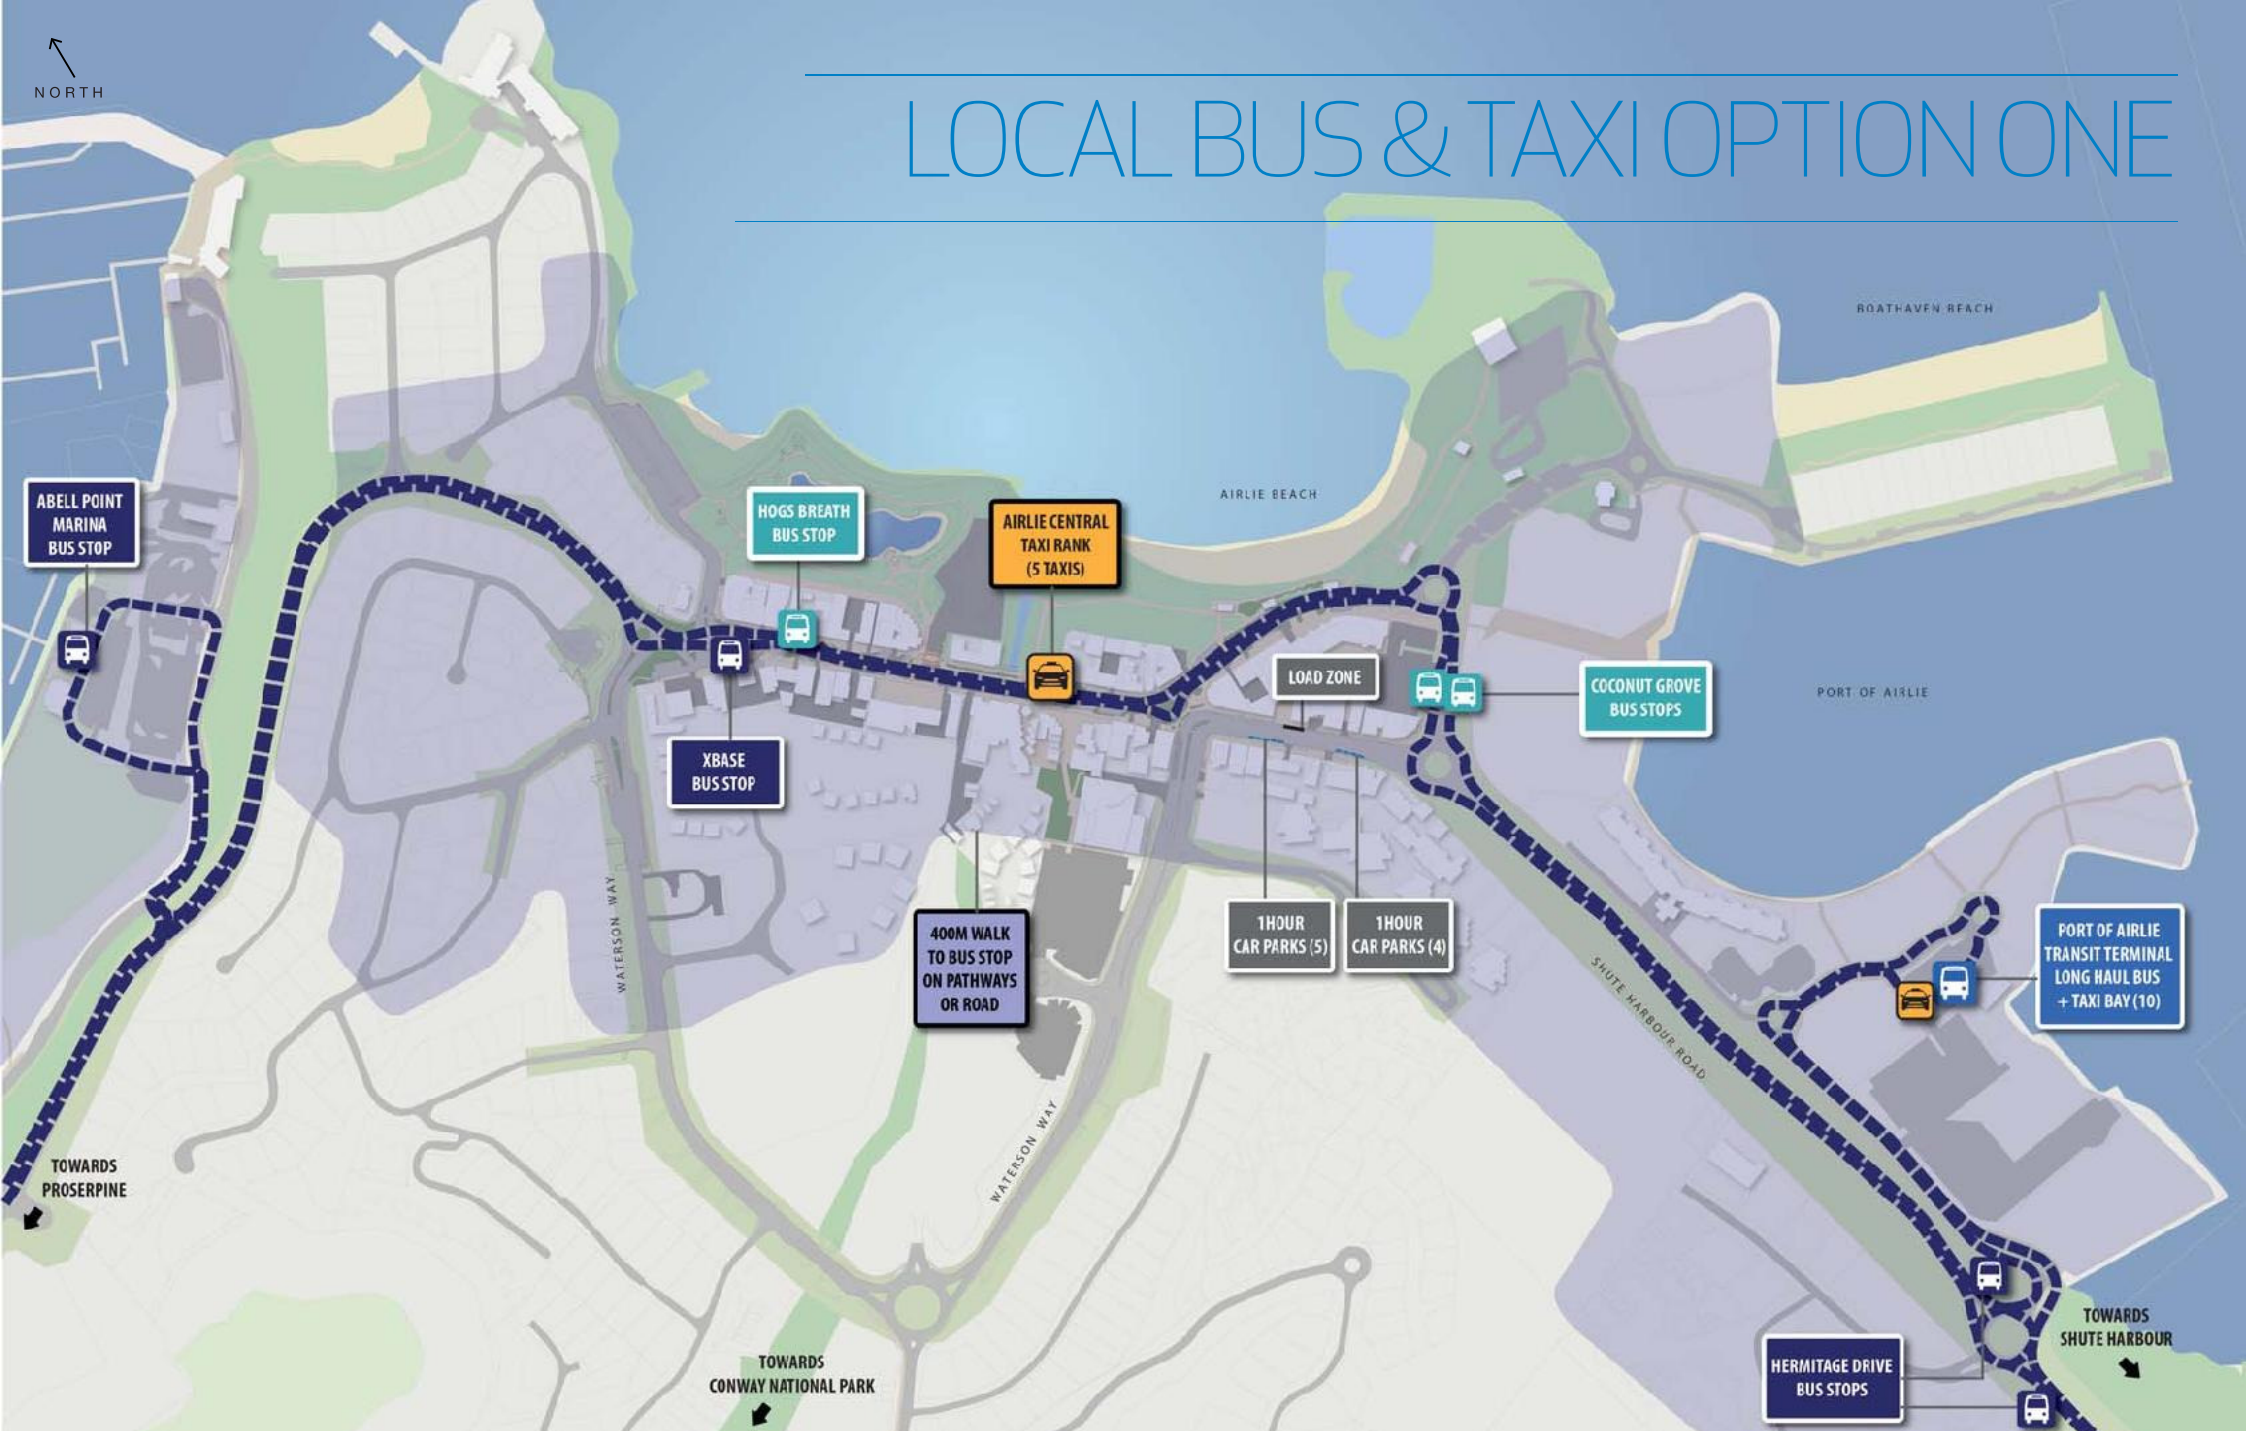 NORTH
LOCAL BUS & TAXI OPTION ONE
BOATHAVEN BEACH
ABELL POINT
MARINA
BUS STOP
HOGS BREATH
BUS STOP
AIRLIE CENTRAL
TAXI RANK
(5 TAXIS)
AIRLIE BEACH
LOAD ZONE
COCONUT GROVE
BUS STOPS
PORT OF AIRLIE
XBASE
BUS STOP
WATERSON WAY
400M WALK
TO BUS STOP
ON PATHWAYS
OR ROAD
1 HOUR
CAR PARKS (5)
1 HOUR
CAR PARKS (4)
SHUTE HARBOUR ROAD
PORT OF AIRLIE
TRANSIT TERMINAL
LONG HAUL BUS
+ TAXI BAY (10)
WATERSON WAY
TOWARDS
PROSERPINE
TOWARDS
CONWAY NATIONAL PARK
HERMITAGE DRIVE
BUS STOPS
TOWARDS
SHUTE HARBOUR